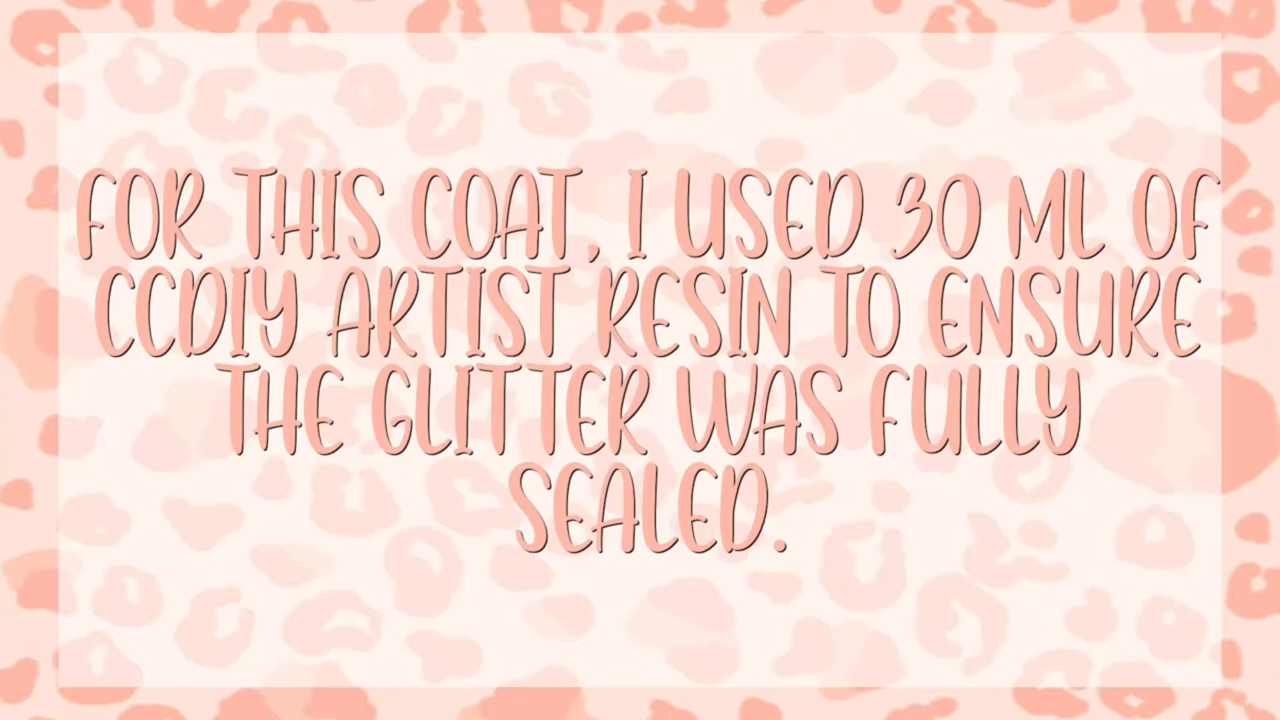 FOR THIS COAT, I USED 30 ML OF
CCDIY ARTIST RESIN TO ENSURE
THE GLITTER WAS FULLY
SEALED.